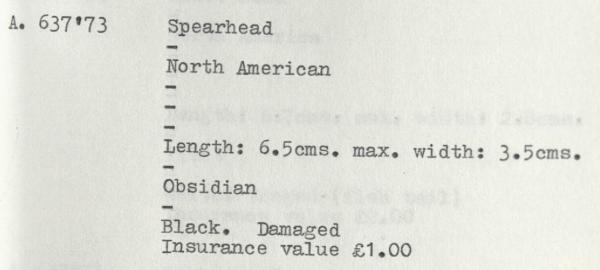 A. 637'73 Spearhead
-
North American
-
-
-
Length: 6.5cms. max. width: 3.5cms.
-
Obsidian
-
Black. Damaged
Insurance value £1.00